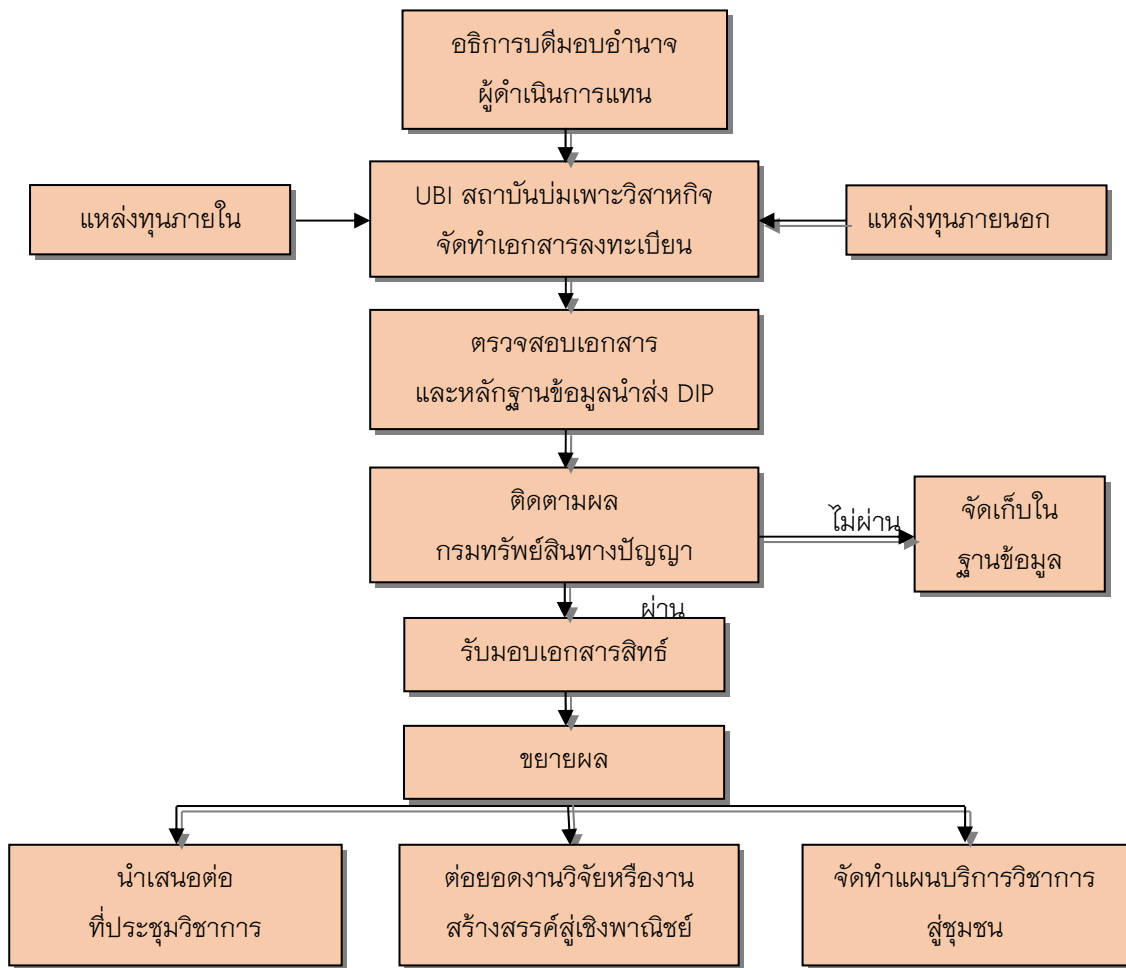 อธิการบดีมอบอำนาจ
ผู้ดำเนินการแทน
แหล่งทุนภายใน
UBI สถาบันบ่มเพาะวิสาหกิจ
จัดทำเอกสารลงทะเบียน
แหล่งทุนภายนอก
ตรวจสอบเอกสาร
และหลักฐานข้อมูลนำส่ง DIP
ติดตามผล
กรมทรัพย์สินทางปัญญา
ไม่ผ่าน
จัดเก็บใน
ฐานข้อมูล
ผ่าน
รับมอบเอกสารสิทธ์
ขยายผล
นำเสนอต่อ
ที่ประชุมวิชาการ
ต่อยอดงานวิจัยหรืองาน
สร้างสรรค์สู่เชิงพาณิชย์
จัดทำแผนบริการวิชาการ
สู่ชุมชน